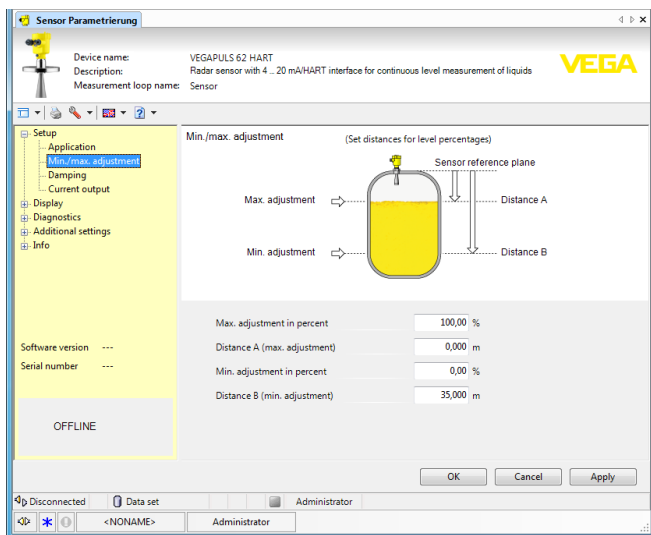 Sensor Parametrierung
Device name: VEGAPULS 62 HART
Description: Radar sensor with 4 .. 20 mA/HART interface for continuous level measurement of liquids
Measurement loop name: Sensor
VEGA
Setup
Application
Min./max. adjustment
Damping
Current output
Display
Diagnostics
Additional settings
Info
Software version ---
Serial number ---
OFFLINE
Min./max. adjustment (Set distances for level percentages)
Sensor reference plane
Max. adjustment Distance A
Min. adjustment Distance B
Max. adjustment in percent 100,00 %
Distance A (max. adjustment) 0,000 m
Min. adjustment in percent 0,00 %
Distance B (min. adjustment) 35,000 m
OK Cancel Apply
Disconnected Data set Administrator
<NONAME> Administrator